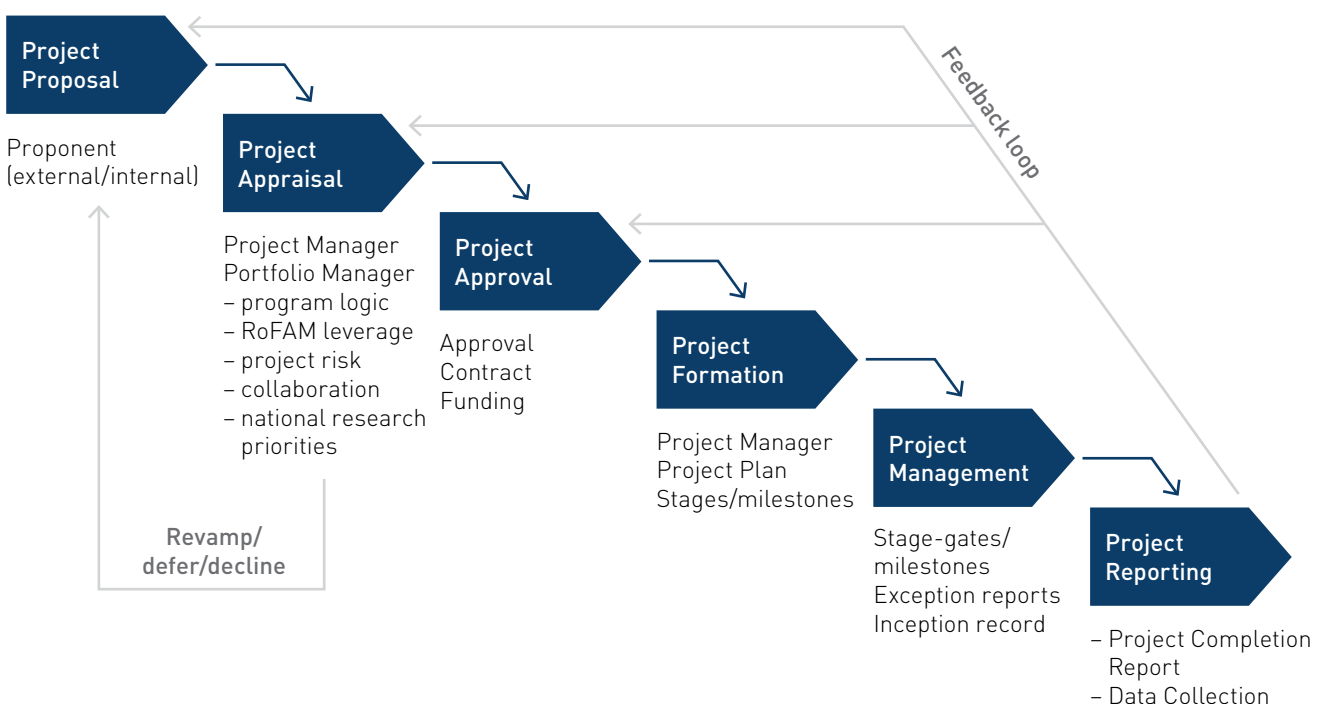 Project
Proposal
Proponent
(external/internal)
Project
Appraisal
Project Manager
Portfolio Manager
– program logic
– RoFAM leverage
– project risk
– collaboration
– national research
priorities
Revamp/
defer/decline
Project
Approval
Approval
Contract
Funding
Project
Formation
Project Manager
Project Plan
Stages/milestones
Project
Management
Stage-gates/
milestones
Exception reports
Inception record
Project
Reporting
– Project Completion
Report
– Data Collection
Feedback loop